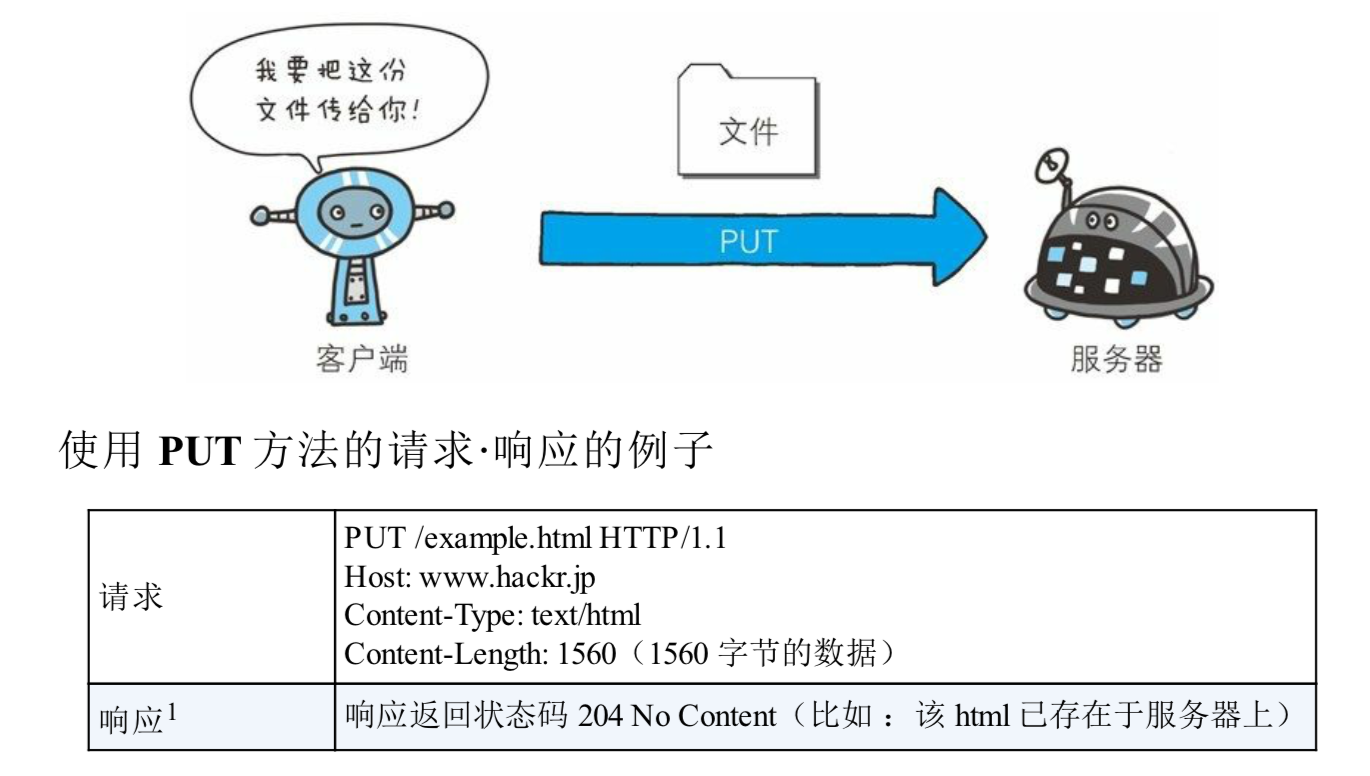 我要把这份
文件传给你!
文件
PUT
客户端
服务器
使用 PUT 方法的请求·响应的例子
请求
PUT /example.html HTTP/1.1
Host: www.hackr.jp
Content-Type: text/html
Content-Length: 1560（1560 字节的数据）
响应1
响应返回状态码 204 No Content（比如 ：该 html 已存在于服务器上）